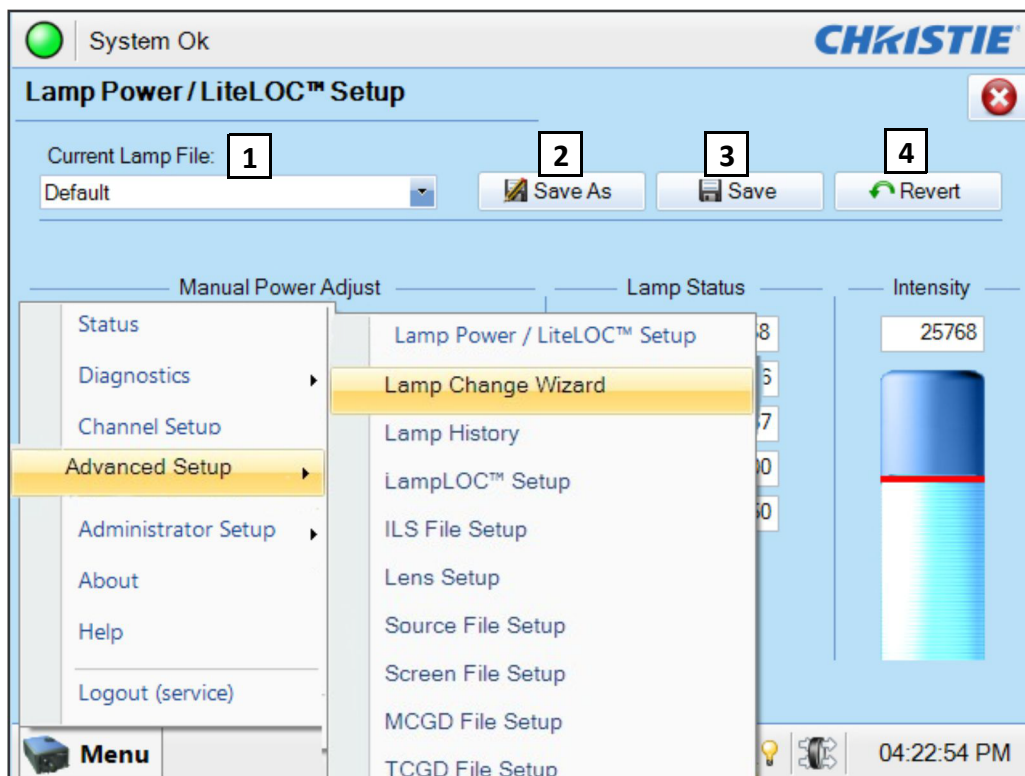 System Ok
CHRISTIE
Lamp Power / LiteLOC™ Setup
Current Lamp File:
1
2
3
4
Default
Save As
Save
Revert
Manual Power Adjust
Lamp Status
Intensity
25768
Status
Diagnostics
Channel Setup
Advanced Setup
Administrator Setup
About
Help
Logout (service)
Lamp Power / LiteLOC™ Setup
Lamp Change Wizard
Lamp History
LampLOC™ Setup
ILS File Setup
Lens Setup
Source File Setup
Screen File Setup
MCGD File Setup
TCGD File Setup
Menu
04:22:54 PM